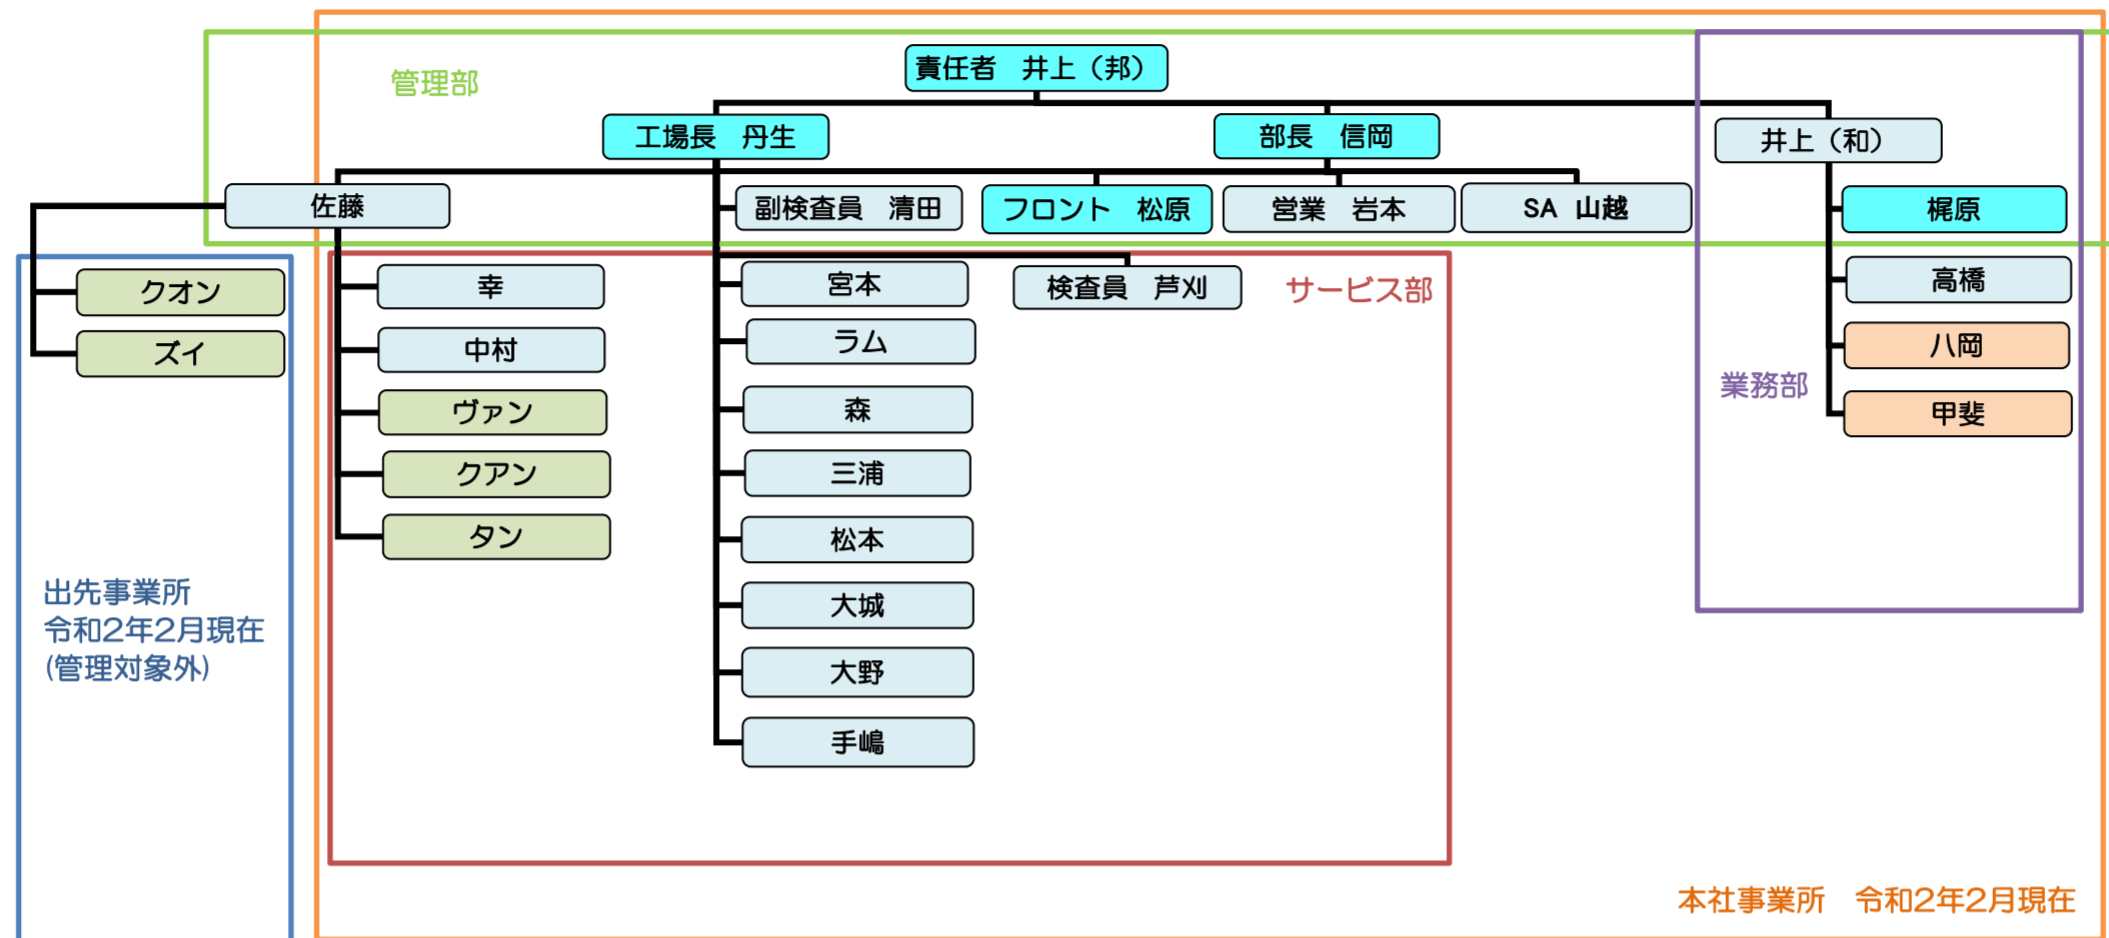 責任者　井上（邦）
管理部
工場長　丹生
部長　信岡
井上（和）
佐藤
副検査員　清田
フロント　松原
営業　岩本
SA 山越
梶原
クオン
幸
宮本
検査員　芦刈
サービス部
高橋
ズイ
中村
ラム
八岡
業務部
ヴァン
森
甲斐
クアン
三浦
タン
松本
大城
大野
手嶋
出先事業所
令和2年2月現在
(管理対象外)
本社事業所　令和2年2月現在